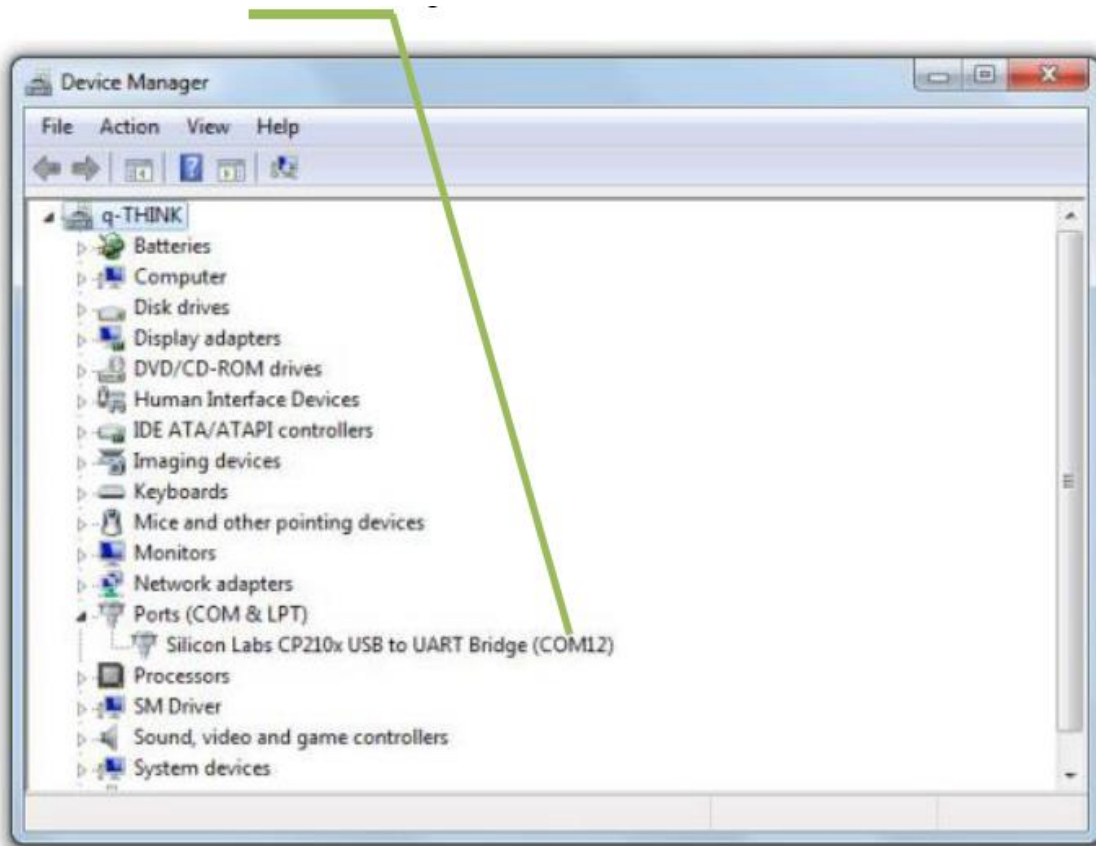 Device Manager
File Action View Help
q-THINK
Batteries
Computer
Disk drives
Display adapters
DVD/CD-ROM drives
Human Interface Devices
IDE ATA/ATAPI controllers
Imaging devices
Keyboards
Mice and other pointing devices
Monitors
Network adapters
Ports (COM & LPT)
Silicon Labs CP210x USB to UART Bridge (COM12)
Processors
SM Driver
Sound, video and game controllers
System devices